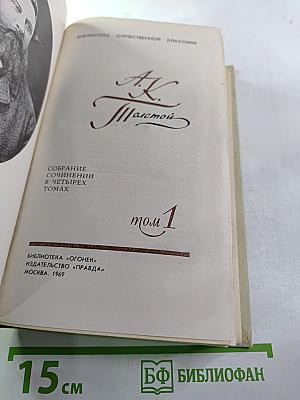 БИБЛИОТЕКА ОТЕЧЕСТВЕННОЙ КЛАССИКИ
А.К.
Толстой
СОБРАНИЕ
СОЧИНЕНИЙ
В ЧЕТЫРЕХ
ТОМАХ
том 1
БИБЛИОТЕКА «ОГОНЕК»
ИЗДАТЕЛЬСТВО «ПРАВДА»
МОСКВА. 1969
15 см
БФ БИБЛИОФАН